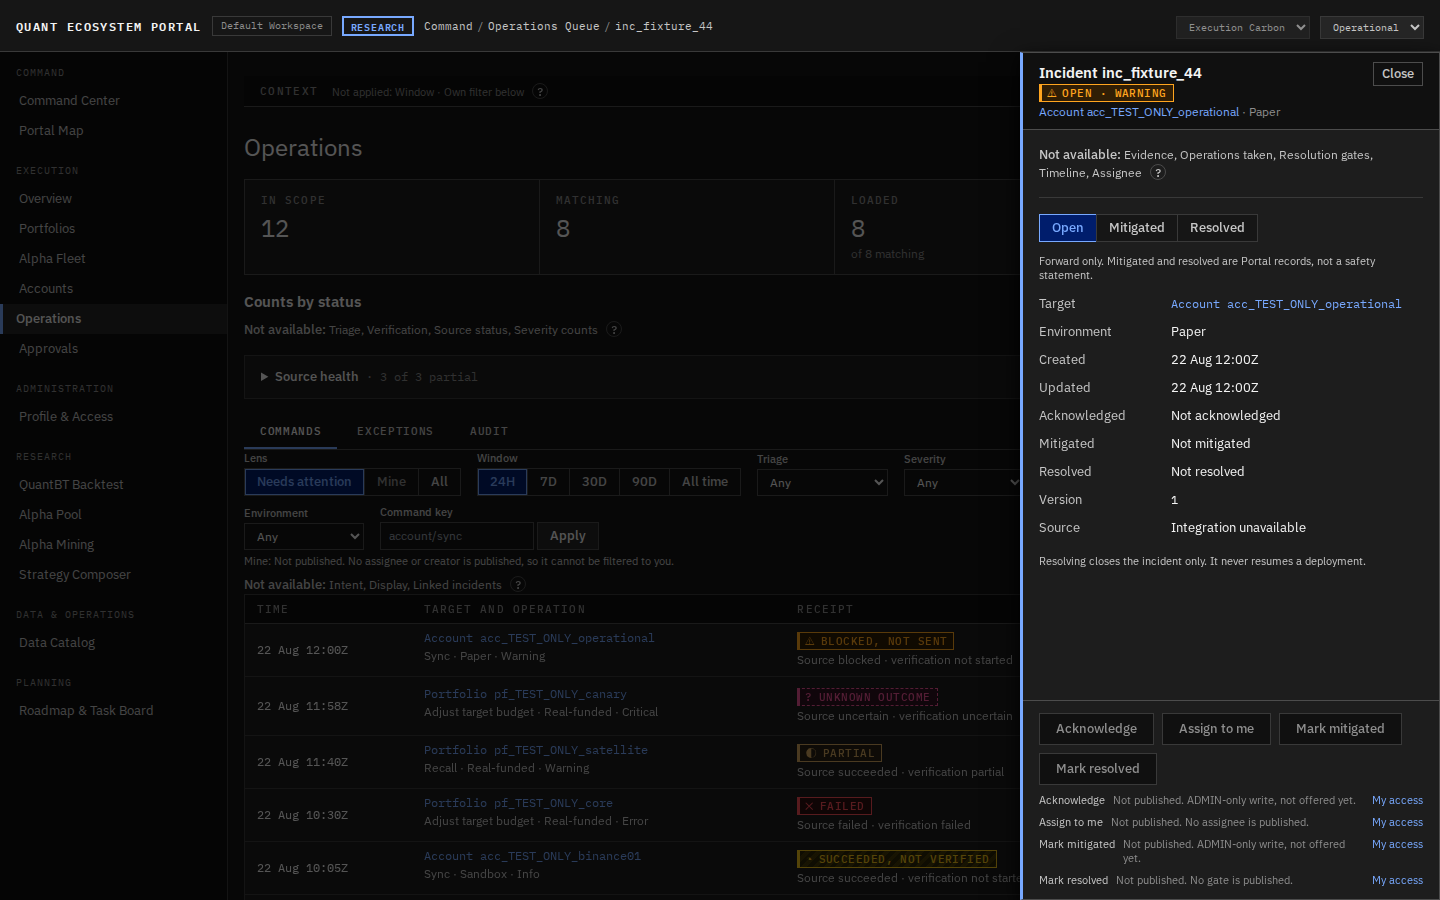 QUANT ECOSYSTEM PORTAL
Default Workspace
RESEARCH
Command / Operations Queue / inc_fixture_44
Execution Carbon
Operational
COMMAND
Command Center
Portal Map
EXECUTION
Overview
Portfolios
Alpha Fleet
Accounts
Operations
Approvals
ADMINISTRATION
Profile & Access
RESEARCH
QuantBT Backtest
Alpha Pool
Alpha Mining
Strategy Composer
DATA & OPERATIONS
Data Catalog
PLANNING
Roadmap & Task Board
CONTEXT Not applied: Window · Own filter below ?
Operations
IN SCOPE
12
MATCHING
8
LOADED
8
of 8 matching
Counts by status
Not available: Triage, Verification, Source status, Severity counts ?
Source health · 3 of 3 partial
COMMANDS EXCEPTIONS AUDIT
Lens
Needs attention Mine All
Window
24H 7D 30D 90D All time
Triage
Any
Severity
Any
Environment
Any
Command key
account/sync
Apply
Mine: Not published. No assignee or creator is published, so it cannot be filtered to you.
Not available: Intent, Display, Linked incidents ?
TIME TARGET AND OPERATION RECEIPT
22 Aug 12:00Z
Account acc_TEST_ONLY_operational
Sync · Paper · Warning
⚠ BLOCKED, NOT SENT
Source blocked · verification not started
22 Aug 11:58Z
Portfolio pf_TEST_ONLY_canary
Adjust target budget · Real-funded · Critical
? UNKNOWN OUTCOME
Source uncertain · verification uncertain
22 Aug 11:40Z
Portfolio pf_TEST_ONLY_satellite
Recall · Real-funded · Warning
PARTIAL
Source succeeded · verification partial
22 Aug 10:30Z
Portfolio pf_TEST_ONLY_core
Adjust target budget · Real-funded · Error
FAILED
Source failed · verification failed
22 Aug 10:05Z
Account acc_TEST_ONLY_binance01
Sync · Sandbox · Info
· SUCCEEDED, NOT VERIFIED
Source succeeded · verification not
Incident inc_fixture_44
Close
⚠ OPEN · WARNING
Account acc_TEST_ONLY_operational · Paper
Not available: Evidence, Operations taken, Resolution gates,
Timeline, Assignee ?
Open Mitigated Resolved
Forward only. Mitigated and resolved are Portal records, not a safety
statement.
Target Account acc_TEST_ONLY_operational
Environment Paper
Created 22 Aug 12:00Z
Updated 22 Aug 12:00Z
Acknowledged Not acknowledged
Mitigated Not mitigated
Resolved Not resolved
Version 1
Source Integration unavailable
Resolving closes the incident only. It never resumes a deployment.
Acknowledge Assign to me Mark mitigated
Mark resolved
Acknowledge Not published. ADMIN-only write, not offered yet. My access
Assign to me Not published. No assignee is published. My access
Mark mitigated Not published. ADMIN-only write, not offered My access
yet.
Mark resolved Not published. No gate is published. My access